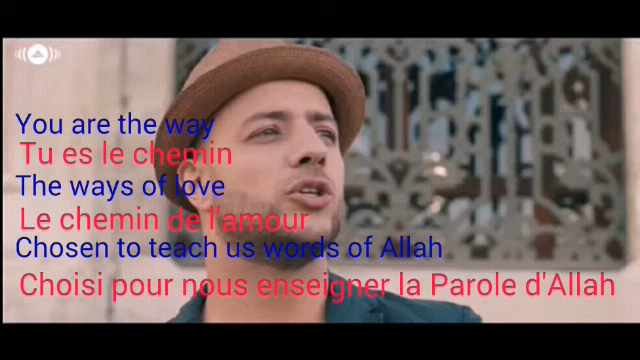 You are the way
Tu es le chemin
The ways of love
Le chemin de l'amour
Chosen to teach us words of Allah
Choisi pour nous enseigner la Parole d'Allah